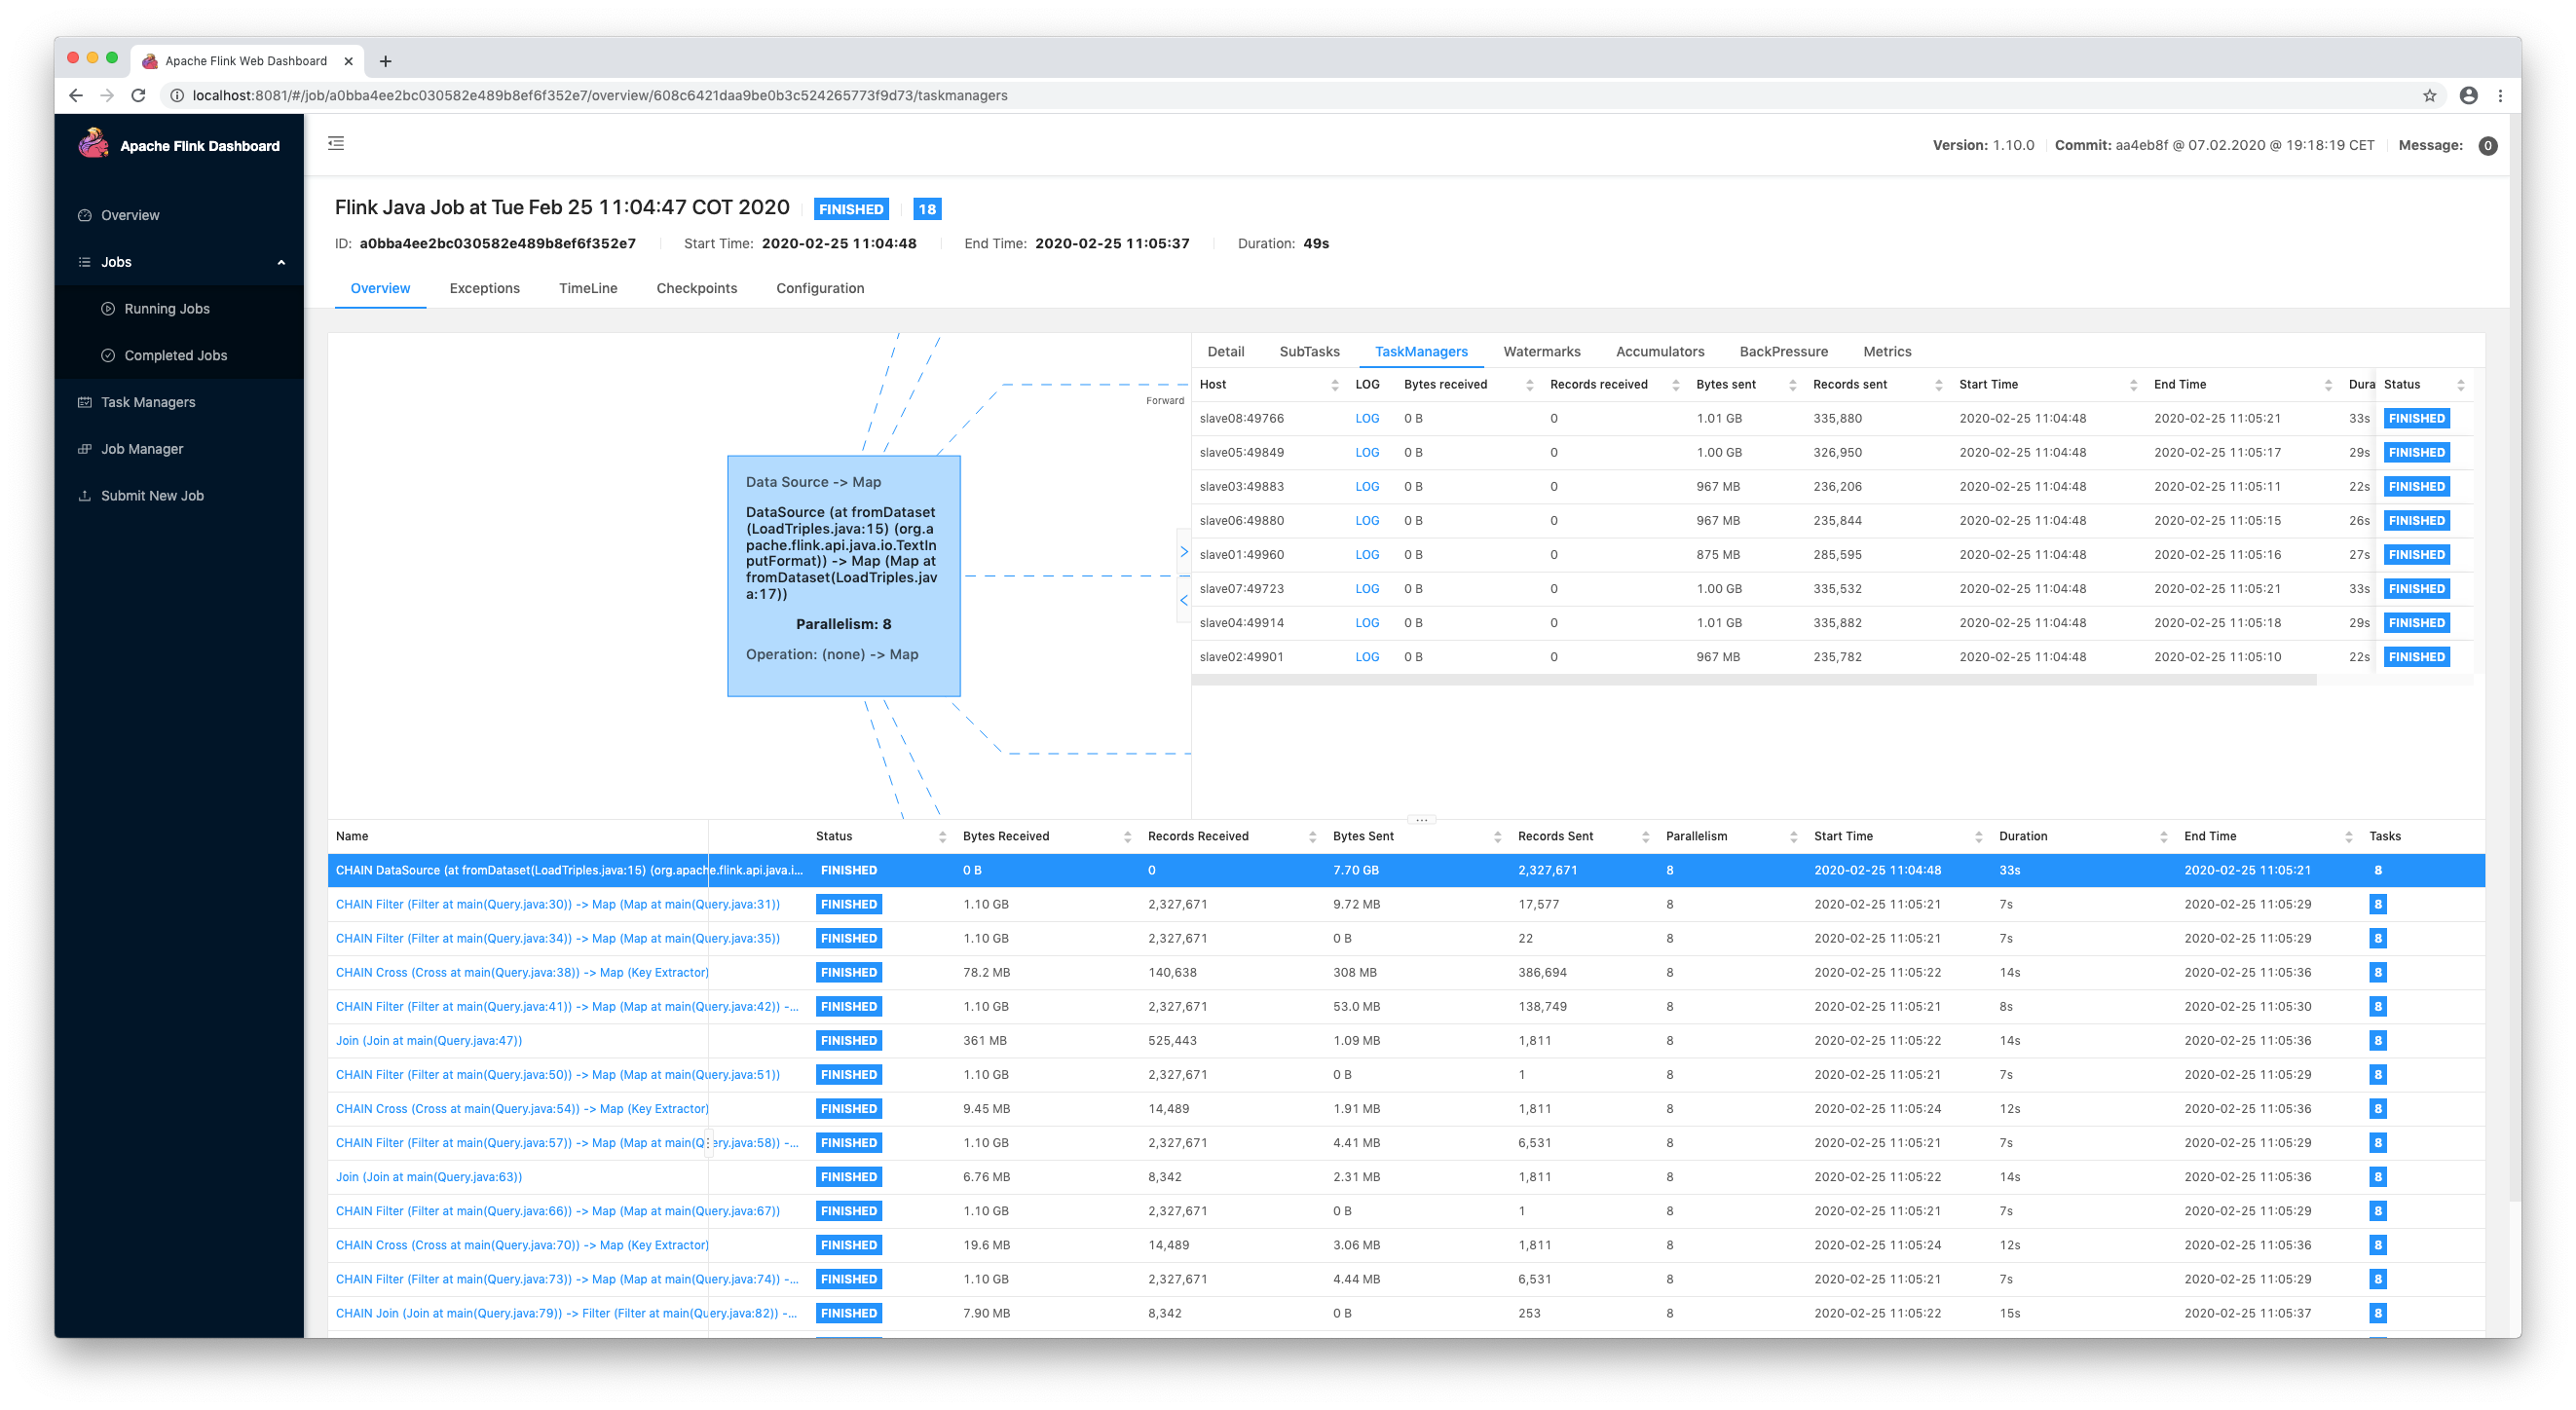 Apache Flink Web Dashboard
localhost:8081/#/job/a0bba4ee2bc030582e489b8ef6f352e7/overview/608c6421daa9be0b3c524265773f9d73/taskmanagers
Apache Flink Dashboard
Version: 1.10.0 Commit: aa4eb8f @ 07.02.2020 @ 19:18:19 CET Message: 0
Overview
Jobs
Running Jobs
Completed Jobs
Task Managers
Job Manager
Submit New Job
Flink Java Job at Tue Feb 25 11:04:47 COT 2020 FINISHED 18
ID: a0bba4ee2bc030582e489b8ef6f352e7 Start Time: 2020-02-25 11:04:48 End Time: 2020-02-25 11:05:37 Duration: 49s
Overview Exceptions TimeLine Checkpoints Configuration
Forward
Data Source -> Map
DataSource (at fromDataset
(LoadTriples.java:15) (org.a
pache.flink.api.java.io.TextIn
putFormat)) -> Map (Map at
fromDataset(LoadTriples.jav
a:17))
Parallelism: 8
Operation: (none) -> Map
Detail SubTasks TaskManagers Watermarks Accumulators BackPressure Metrics
Host LOG Bytes received Records received Bytes sent Records sent Start Time End Time Dura Status
slave08:49766 LOG 0 B 0 1.01 GB 335,880 2020-02-25 11:04:48 2020-02-25 11:05:21 33s FINISHED
slave05:49849 LOG 0 B 0 1.00 GB 326,950 2020-02-25 11:04:48 2020-02-25 11:05:17 29s FINISHED
slave03:49883 LOG 0 B 0 967 MB 236,206 2020-02-25 11:04:48 2020-02-25 11:05:11 22s FINISHED
slave06:49880 LOG 0 B 0 967 MB 235,844 2020-02-25 11:04:48 2020-02-25 11:05:15 26s FINISHED
slave01:49960 LOG 0 B 0 875 MB 285,595 2020-02-25 11:04:48 2020-02-25 11:05:16 27s FINISHED
slave07:49723 LOG 0 B 0 1.00 GB 335,532 2020-02-25 11:04:48 2020-02-25 11:05:21 33s FINISHED
slave04:49914 LOG 0 B 0 1.01 GB 335,882 2020-02-25 11:04:48 2020-02-25 11:05:18 29s FINISHED
slave02:49901 LOG 0 B 0 967 MB 235,782 2020-02-25 11:04:48 2020-02-25 11:05:10 22s FINISHED
Name Status Bytes Received Records Received Bytes Sent Records Sent Parallelism Start Time Duration End Time Tasks
CHAIN DataSource (at fromDataset(LoadTriples.java:15) (org.apache.flink.api.java.i... FINISHED 0 B 0 7.70 GB 2,327,671 8 2020-02-25 11:04:48 33s 2020-02-25 11:05:21 8
CHAIN Filter (Filter at main(Query.java:30)) -> Map (Map at main(Query.java:31)) FINISHED 1.10 GB 2,327,671 9.72 MB 17,577 8 2020-02-25 11:05:21 7s 2020-02-25 11:05:29 8
CHAIN Filter (Filter at main(Query.java:34)) -> Map (Map at main(Query.java:35)) FINISHED 1.10 GB 2,327,671 0 B 22 8 2020-02-25 11:05:21 7s 2020-02-25 11:05:29 8
CHAIN Cross (Cross at main(Query.java:38)) -> Map (Key Extractor) FINISHED 78.2 MB 140,638 308 MB 386,694 8 2020-02-25 11:05:22 14s 2020-02-25 11:05:36 8
CHAIN Filter (Filter at main(Query.java:41)) -> Map (Map at main(Query.java:42)) -... FINISHED 1.10 GB 2,327,671 53.0 MB 138,749 8 2020-02-25 11:05:21 8s 2020-02-25 11:05:30 8
Join (Join at main(Query.java:47)) FINISHED 361 MB 525,443 1.09 MB 1,811 8 2020-02-25 11:05:22 14s 2020-02-25 11:05:36 8
CHAIN Filter (Filter at main(Query.java:50)) -> Map (Map at main(Query.java:51)) FINISHED 1.10 GB 2,327,671 0 B 1 8 2020-02-25 11:05:21 7s 2020-02-25 11:05:29 8
CHAIN Cross (Cross at main(Query.java:54)) -> Map (Key Extractor) FINISHED 9.45 MB 14,489 1.91 MB 1,811 8 2020-02-25 11:05:24 12s 2020-02-25 11:05:36 8
CHAIN Filter (Filter at main(Query.java:57)) -> Map (Map at main(Query.java:58)) -... FINISHED 1.10 GB 2,327,671 4.41 MB 6,531 8 2020-02-25 11:05:21 7s 2020-02-25 11:05:29 8
Join (Join at main(Query.java:63)) FINISHED 6.76 MB 8,342 2.31 MB 1,811 8 2020-02-25 11:05:22 14s 2020-02-25 11:05:36 8
CHAIN Filter (Filter at main(Query.java:66)) -> Map (Map at main(Query.java:67)) FINISHED 1.10 GB 2,327,671 0 B 1 8 2020-02-25 11:05:21 7s 2020-02-25 11:05:29 8
CHAIN Cross (Cross at main(Query.java:70)) -> Map (Key Extractor) FINISHED 19.6 MB 14,489 3.06 MB 1,811 8 2020-02-25 11:05:24 12s 2020-02-25 11:05:36 8
CHAIN Filter (Filter at main(Query.java:73)) -> Map (Map at main(Query.java:74)) -... FINISHED 1.10 GB 2,327,671 4.44 MB 6,531 8 2020-02-25 11:05:21 7s 2020-02-25 11:05:29 8
CHAIN Join (Join at main(Query.java:79)) -> Filter (Filter at main(Query.java:82)) -... FINISHED 7.90 MB 8,342 0 B 253 8 2020-02-25 11:05:22 15s 2020-02-25 11:05:37 8